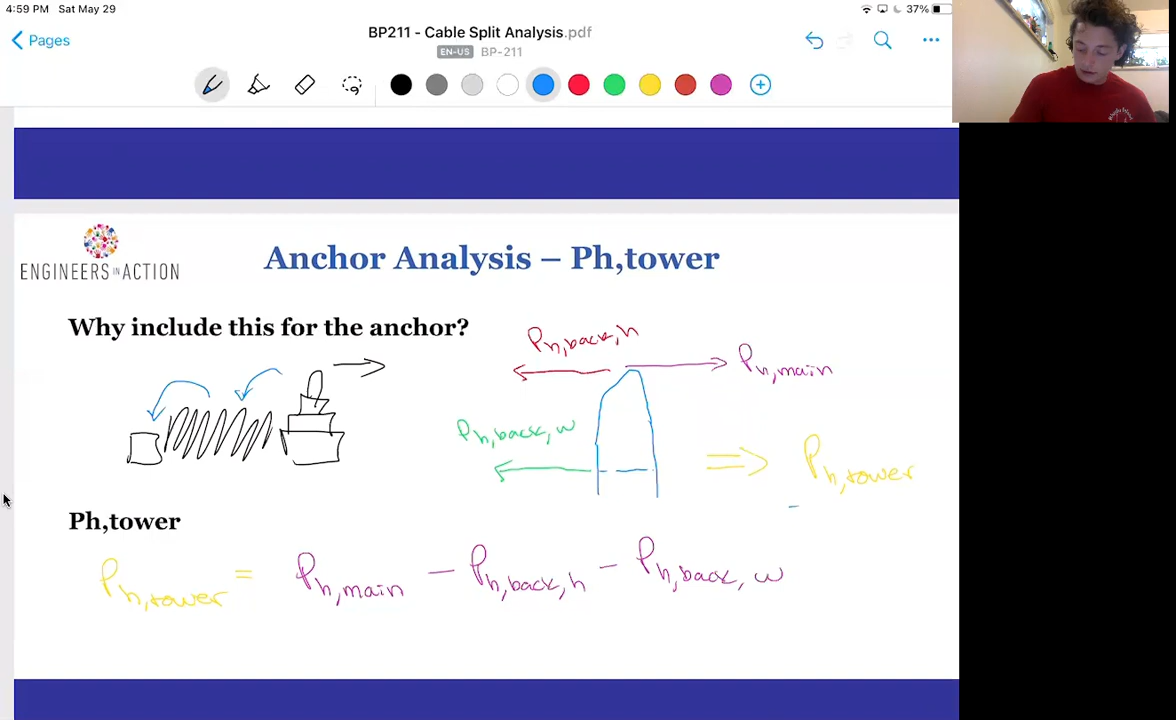 4:59 PM Sat May 29
37%
Pages
BP211 - Cable Split Analysis.pdf
EN-US BP-211
ENGINEERS IN ACTION
Anchor Analysis – Ph,tower
Why include this for the anchor?
Ph,back,h
Ph,main
Ph,back,w
=> Ph,tower
Ph,tower
Ph,tower = Ph,main - Ph,back,h - Ph,back,w